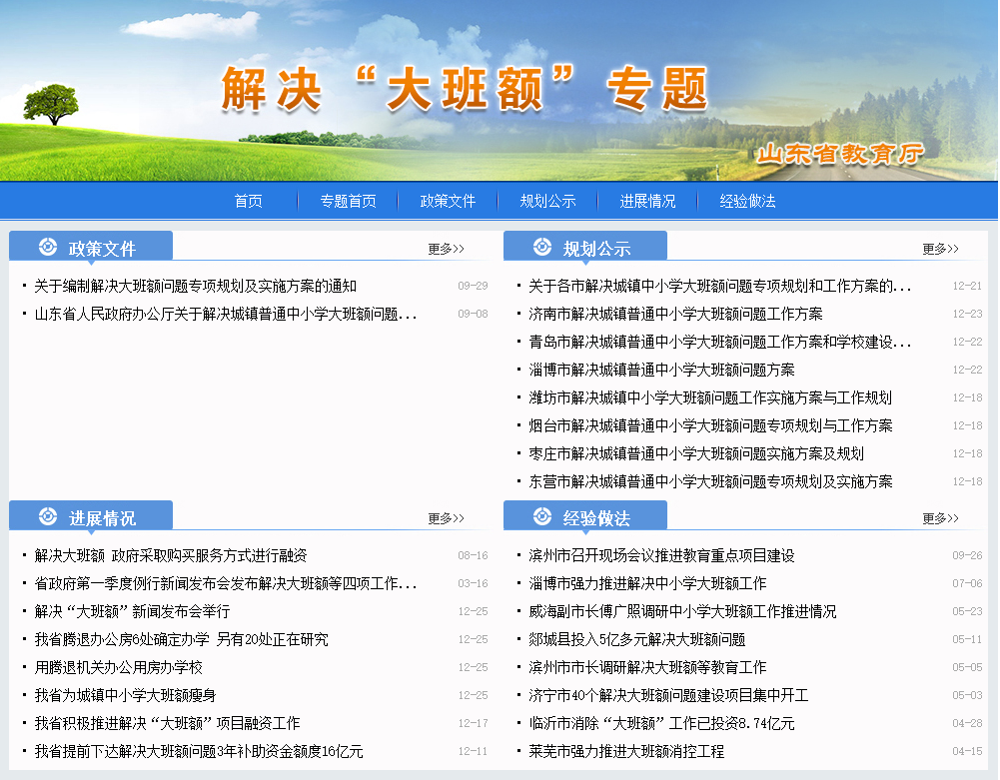 解决“大班额”专题
山东省教育厅
首页 专题首页 政策文件 规划公示 进展情况 经验做法
政策文件 更多>>
关于编制解决大班额问题专项规划及实施方案的通知 09-29
山东省人民政府办公厅关于解决城镇普通中小学大班额问题... 09-08
规划公示 更多>>
关于各市解决城镇中小学大班额问题专项规划和工作方案的... 12-21
济南市解决城镇普通中小学大班额问题工作方案 12-23
青岛市解决城镇普通中小学大班额问题工作方案和学校建设... 12-22
淄博市解决城镇普通中小学大班额问题方案 12-22
潍坊市解决城镇中小学大班额问题工作实施方案与工作规划 12-18
烟台市解决城镇普通中小学大班额问题专项规划与工作方案 12-18
枣庄市解决城镇普通中小学大班额问题实施方案及规划 12-18
东营市解决城镇普通中小学大班额问题专项规划及实施方案 12-18
进展情况 更多>>
解决大班额 政府采取购买服务方式进行融资 08-16
省政府第一季度例行新闻发布会发布解决大班额等四项工作... 03-16
解决“大班额”新闻发布会举行 12-25
我省腾退办公房6处确定办学 另有20处正在研究 12-25
用腾退机关办公用房办学校 12-25
我省为城镇中小学大班额瘦身 12-25
我省积极推进解决“大班额”项目融资工作 12-17
我省提前下达解决大班额问题3年补助资金额度16亿元 12-11
经验做法 更多>>
滨州市召开现场会议推进教育重点项目建设 09-26
淄博市强力推进解决中小学大班额工作 07-06
威海副市长傅广照调研中小学大班额工作推进情况 05-23
郯城县投入5亿多元解决大班额问题 05-11
滨州市市长调研解决大班额等教育工作 05-05
济宁市40个解决大班额问题建设项目集中开工 05-03
临沂市消除“大班额”工作已投资8.74亿元 04-28
莱芜市强力推进大班额消控工程 04-15